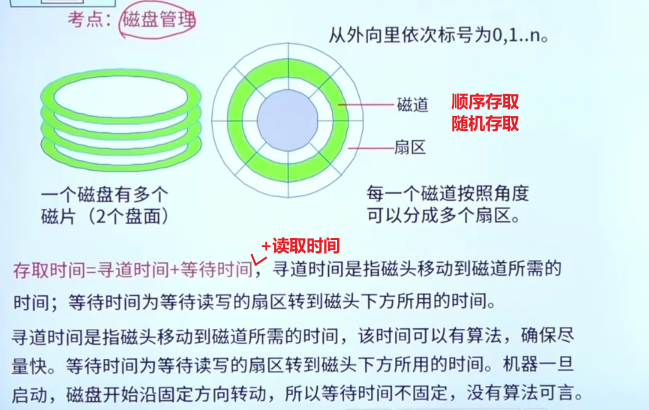 考点：磁盘管理
从外向里依次标号为0,1..n。
磁道
顺序存取
随机存取
扇区
一个磁盘有多个
磁片（2个盘面）
每一个磁道按照角度
可以分成多个扇区。
+读取时间
存取时间=寻道时间+等待时间，寻道时间是指磁头移动到磁道所需的
时间；等待时间为等待读写的扇区转到磁头下方所用的时间。
寻道时间是指磁头移动到磁道所需的时间，该时间可以有算法，确保尽
量快。等待时间为等待读写的扇区转到磁头下方所用的时间。机器一旦
启动，磁盘开始沿固定方向转动，所以等待时间不固定，没有算法可言。